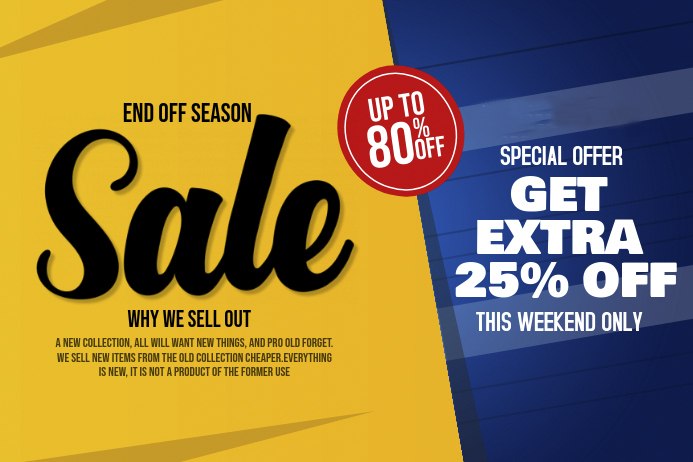 END OFF SEASON
Sale
WHY WE SELL OUT
A NEW COLLECTION, ALL WILL WANT NEW THINGS, AND PRO OLD FORGET.
WE SELL NEW ITEMS FROM THE OLD COLLECTION CHEAPER.EVERYTHING
IS NEW, IT IS NOT A PRODUCT OF THE FORMER USE
UP TO
80% OFF
SPECIAL OFFER
GET
EXTRA
25% OFF
THIS WEEKEND ONLY